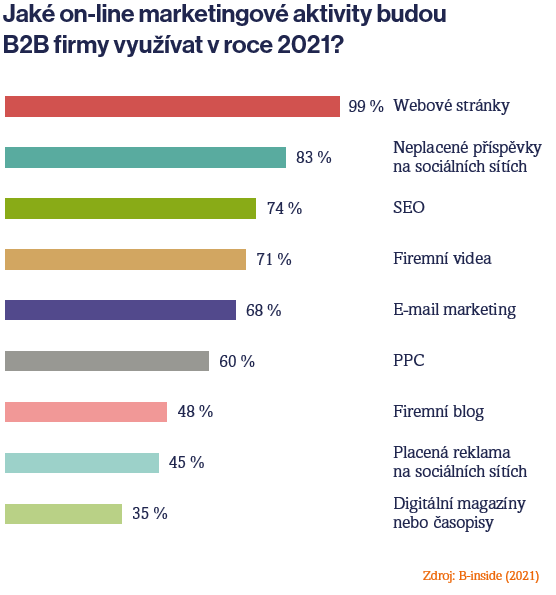 Jaké on-line marketingové aktivity budou
B2B firmy využívat v roce 2021?
99 % Webové stránky
83 % Neplacené příspěvky
na sociálních sítích
74 % SEO
71 % Firemní videa
68 % E-mail marketing
60 % PPC
48 % Firemní blog
45 % Placená reklama
na sociálních sítích
35 % Digitální magazíny
nebo časopisy
Zdroj: B-inside (2021)